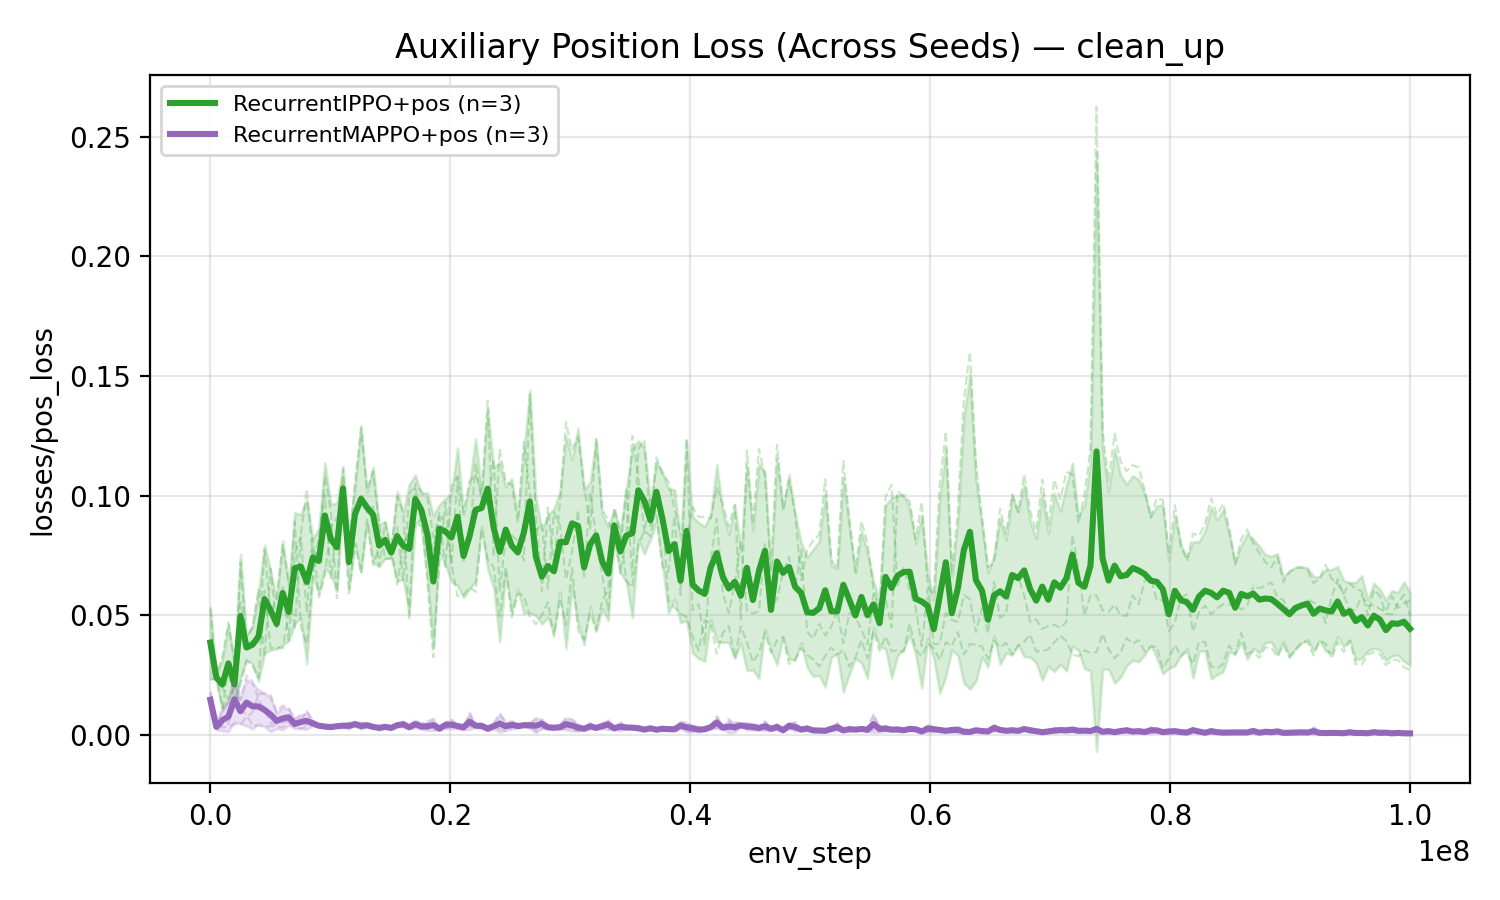 Auxiliary Position Loss (Across Seeds) — clean_up
RecurrentIPPO+pos (n=3)
RecurrentMAPPO+pos (n=3)
losses/pos_loss
0.25
0.20
0.15
0.10
0.05
0.00
0.0 0.2 0.4 0.6 0.8 1.0
1e8
env_step